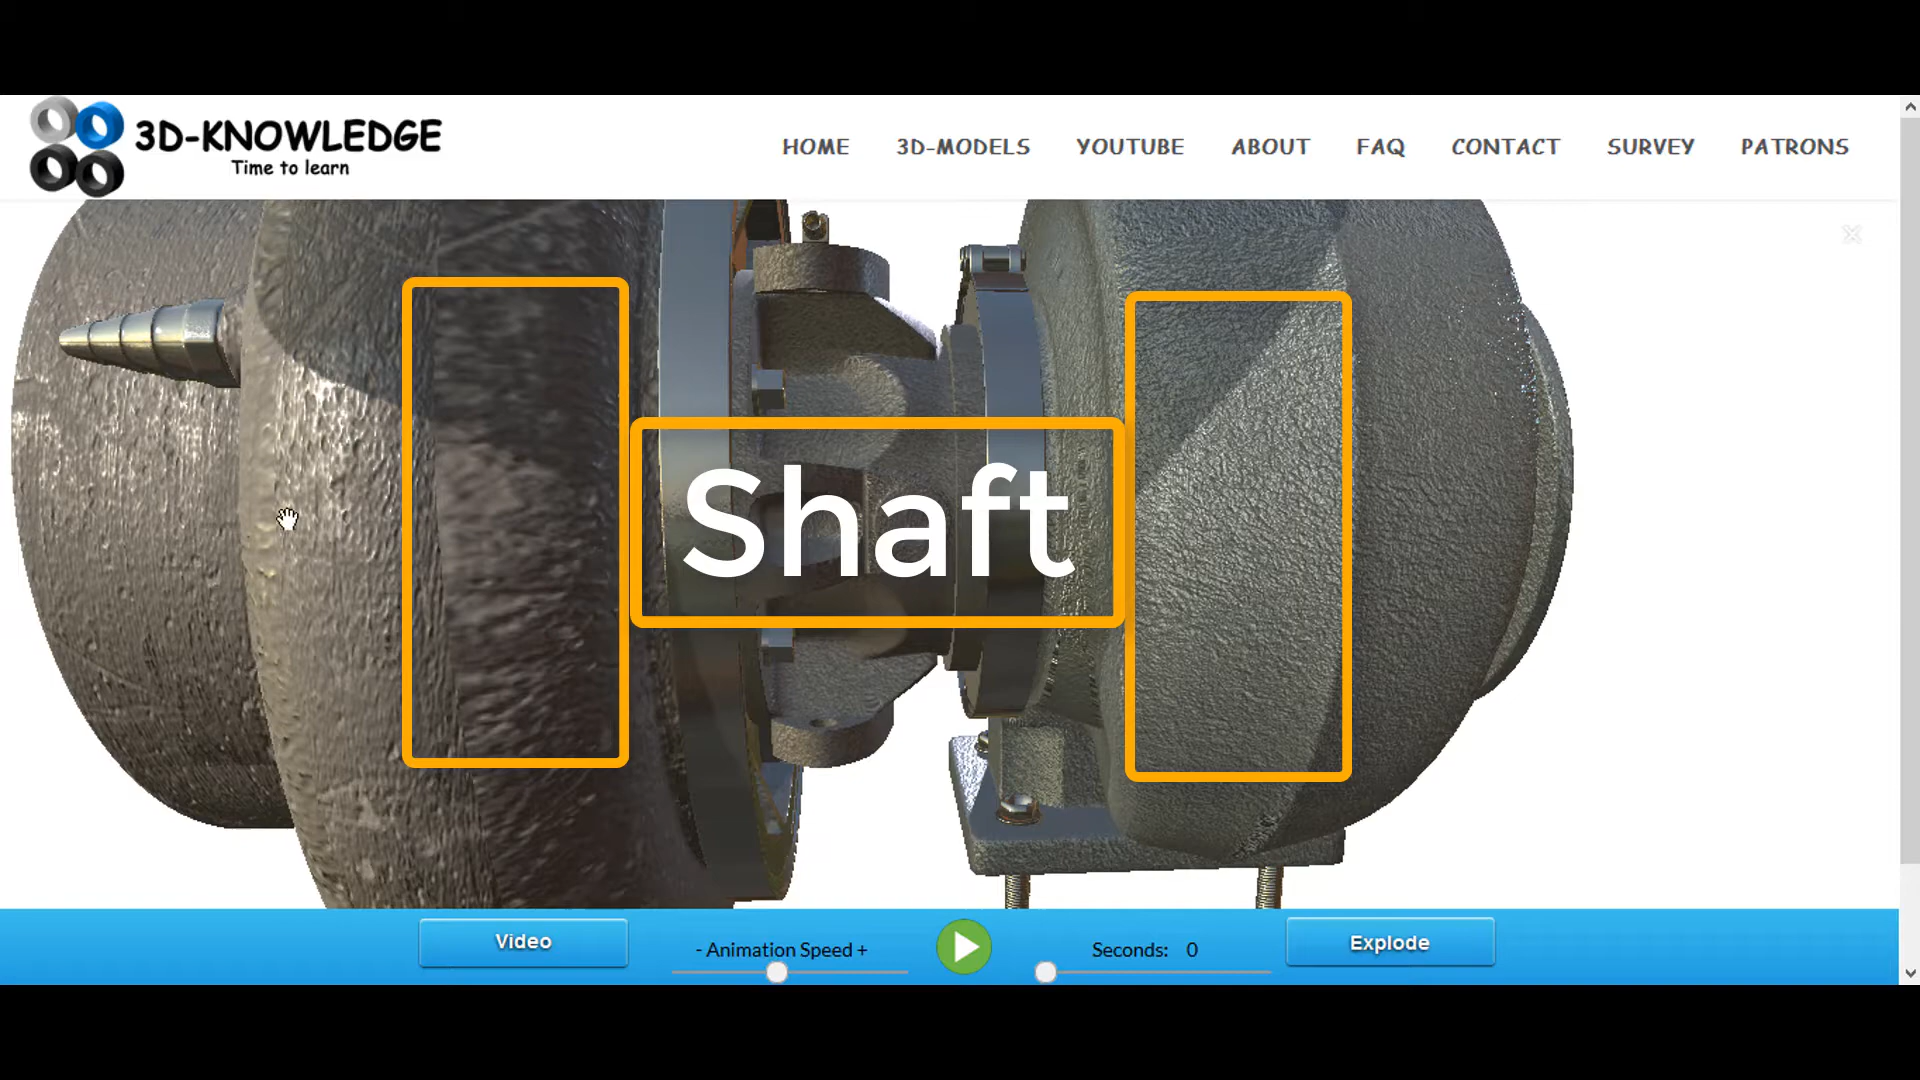 3D-KNOWLEDGE
Time to learn
HOME 3D-MODELS YOUTUBE ABOUT FAQ CONTACT SURVEY PATRONS
Shaft
Video
- Animation Speed +
Seconds: 0
Explode